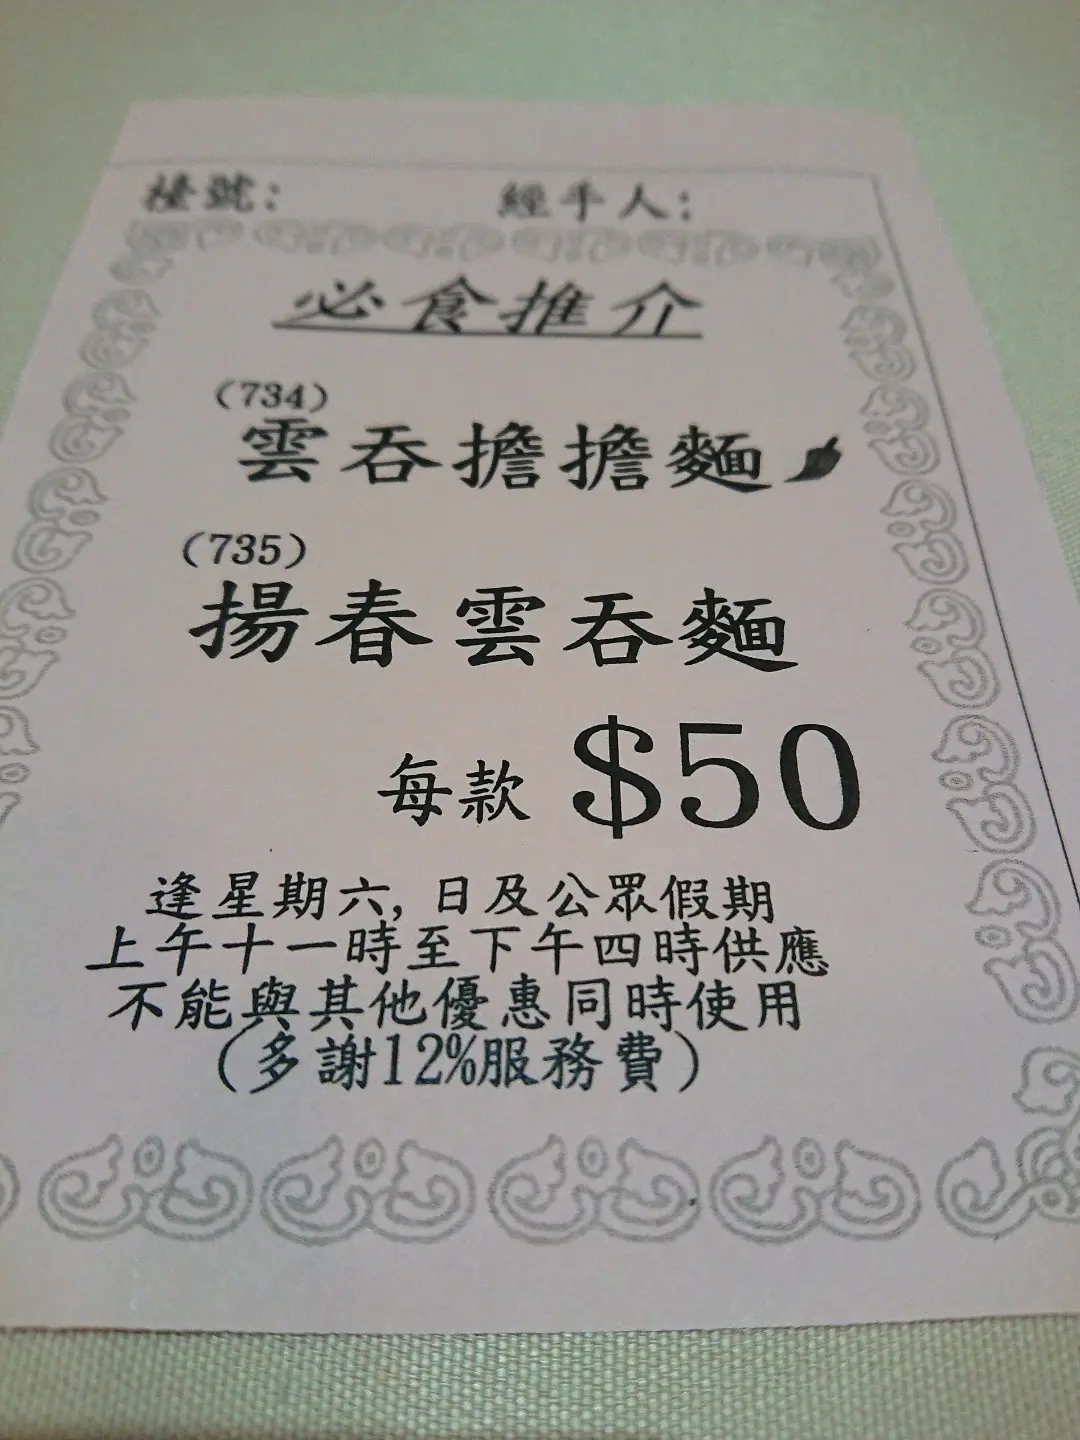 檯號: 經手人:
必食推介
(734)
雲吞擔擔麵
(735)
揚春雲吞麵
每款 $50
逢星期六, 日及公眾假期
上午十一時至下午四時供應
不能與其他優惠同時使用
(多謝12%服務費)